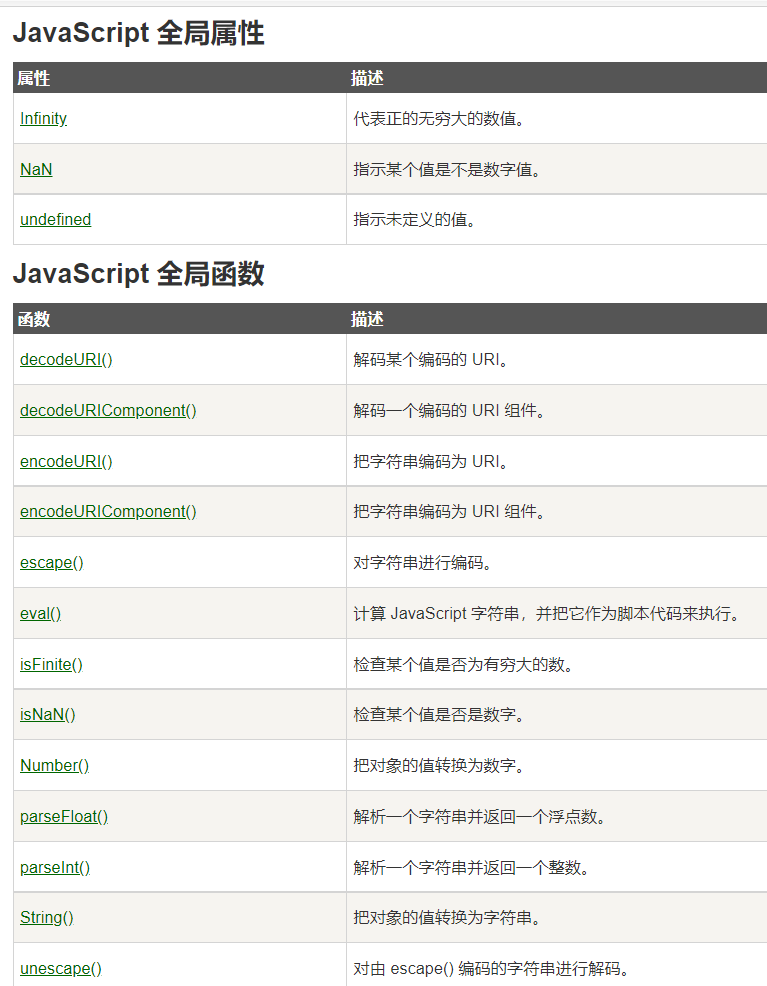 JavaScript 全局属性
属性 描述
Infinity 代表正的无穷大的数值。
NaN 指示某个值是不是数字值。
undefined 指示未定义的值。
JavaScript 全局函数
函数 描述
decodeURI() 解码某个编码的 URI。
decodeURIComponent() 解码一个编码的 URI 组件。
encodeURI() 把字符串编码为 URI。
encodeURIComponent() 把字符串编码为 URI 组件。
escape() 对字符串进行编码。
eval() 计算 JavaScript 字符串，并把它作为脚本代码来执行。
isFinite() 检查某个值是否为有穷大的数。
isNaN() 检查某个值是否是数字。
Number() 把对象的值转换为数字。
parseFloat() 解析一个字符串并返回一个浮点数。
parseInt() 解析一个字符串并返回一个整数。
String() 把对象的值转换为字符串。
unescape() 对由 escape() 编码的字符串进行解码。